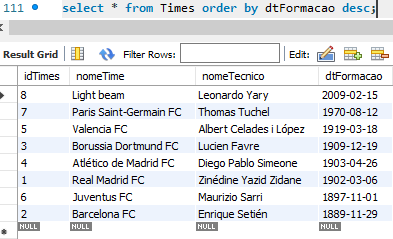 111 select * from Times order by dtFormacao desc;
Result Grid Filter Rows: Edit:
idTimes nomeTime nomeTecnico dtFormacao
8 Light beam Leonardo Yary 2009-02-15
7 Paris Saint-Germain FC Thomas Tuchel 1970-08-12
5 Valencia FC Albert Celades i López 1919-03-18
3 Borussia Dortmund FC Lucien Favre 1909-12-19
4 Atlético de Madrid FC Diego Pablo Simeone 1903-04-26
1 Real Madrid FC Zinédine Yazid Zidane 1902-03-06
6 Juventus FC Maurizio Sarri 1897-11-01
2 Barcelona FC Enrique Setién 1889-11-29
NULL NULL NULL NULL